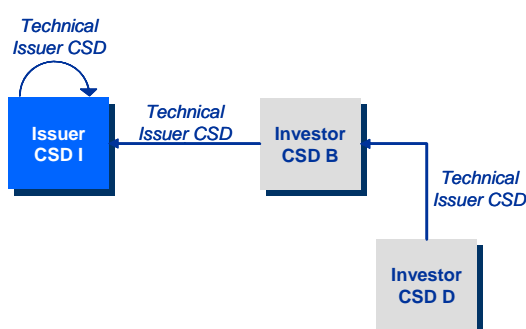 Technical
Issuer CSD
Issuer
CSD I
Technical
Issuer CSD
Investor
CSD B
Technical
Issuer CSD
Investor
CSD D